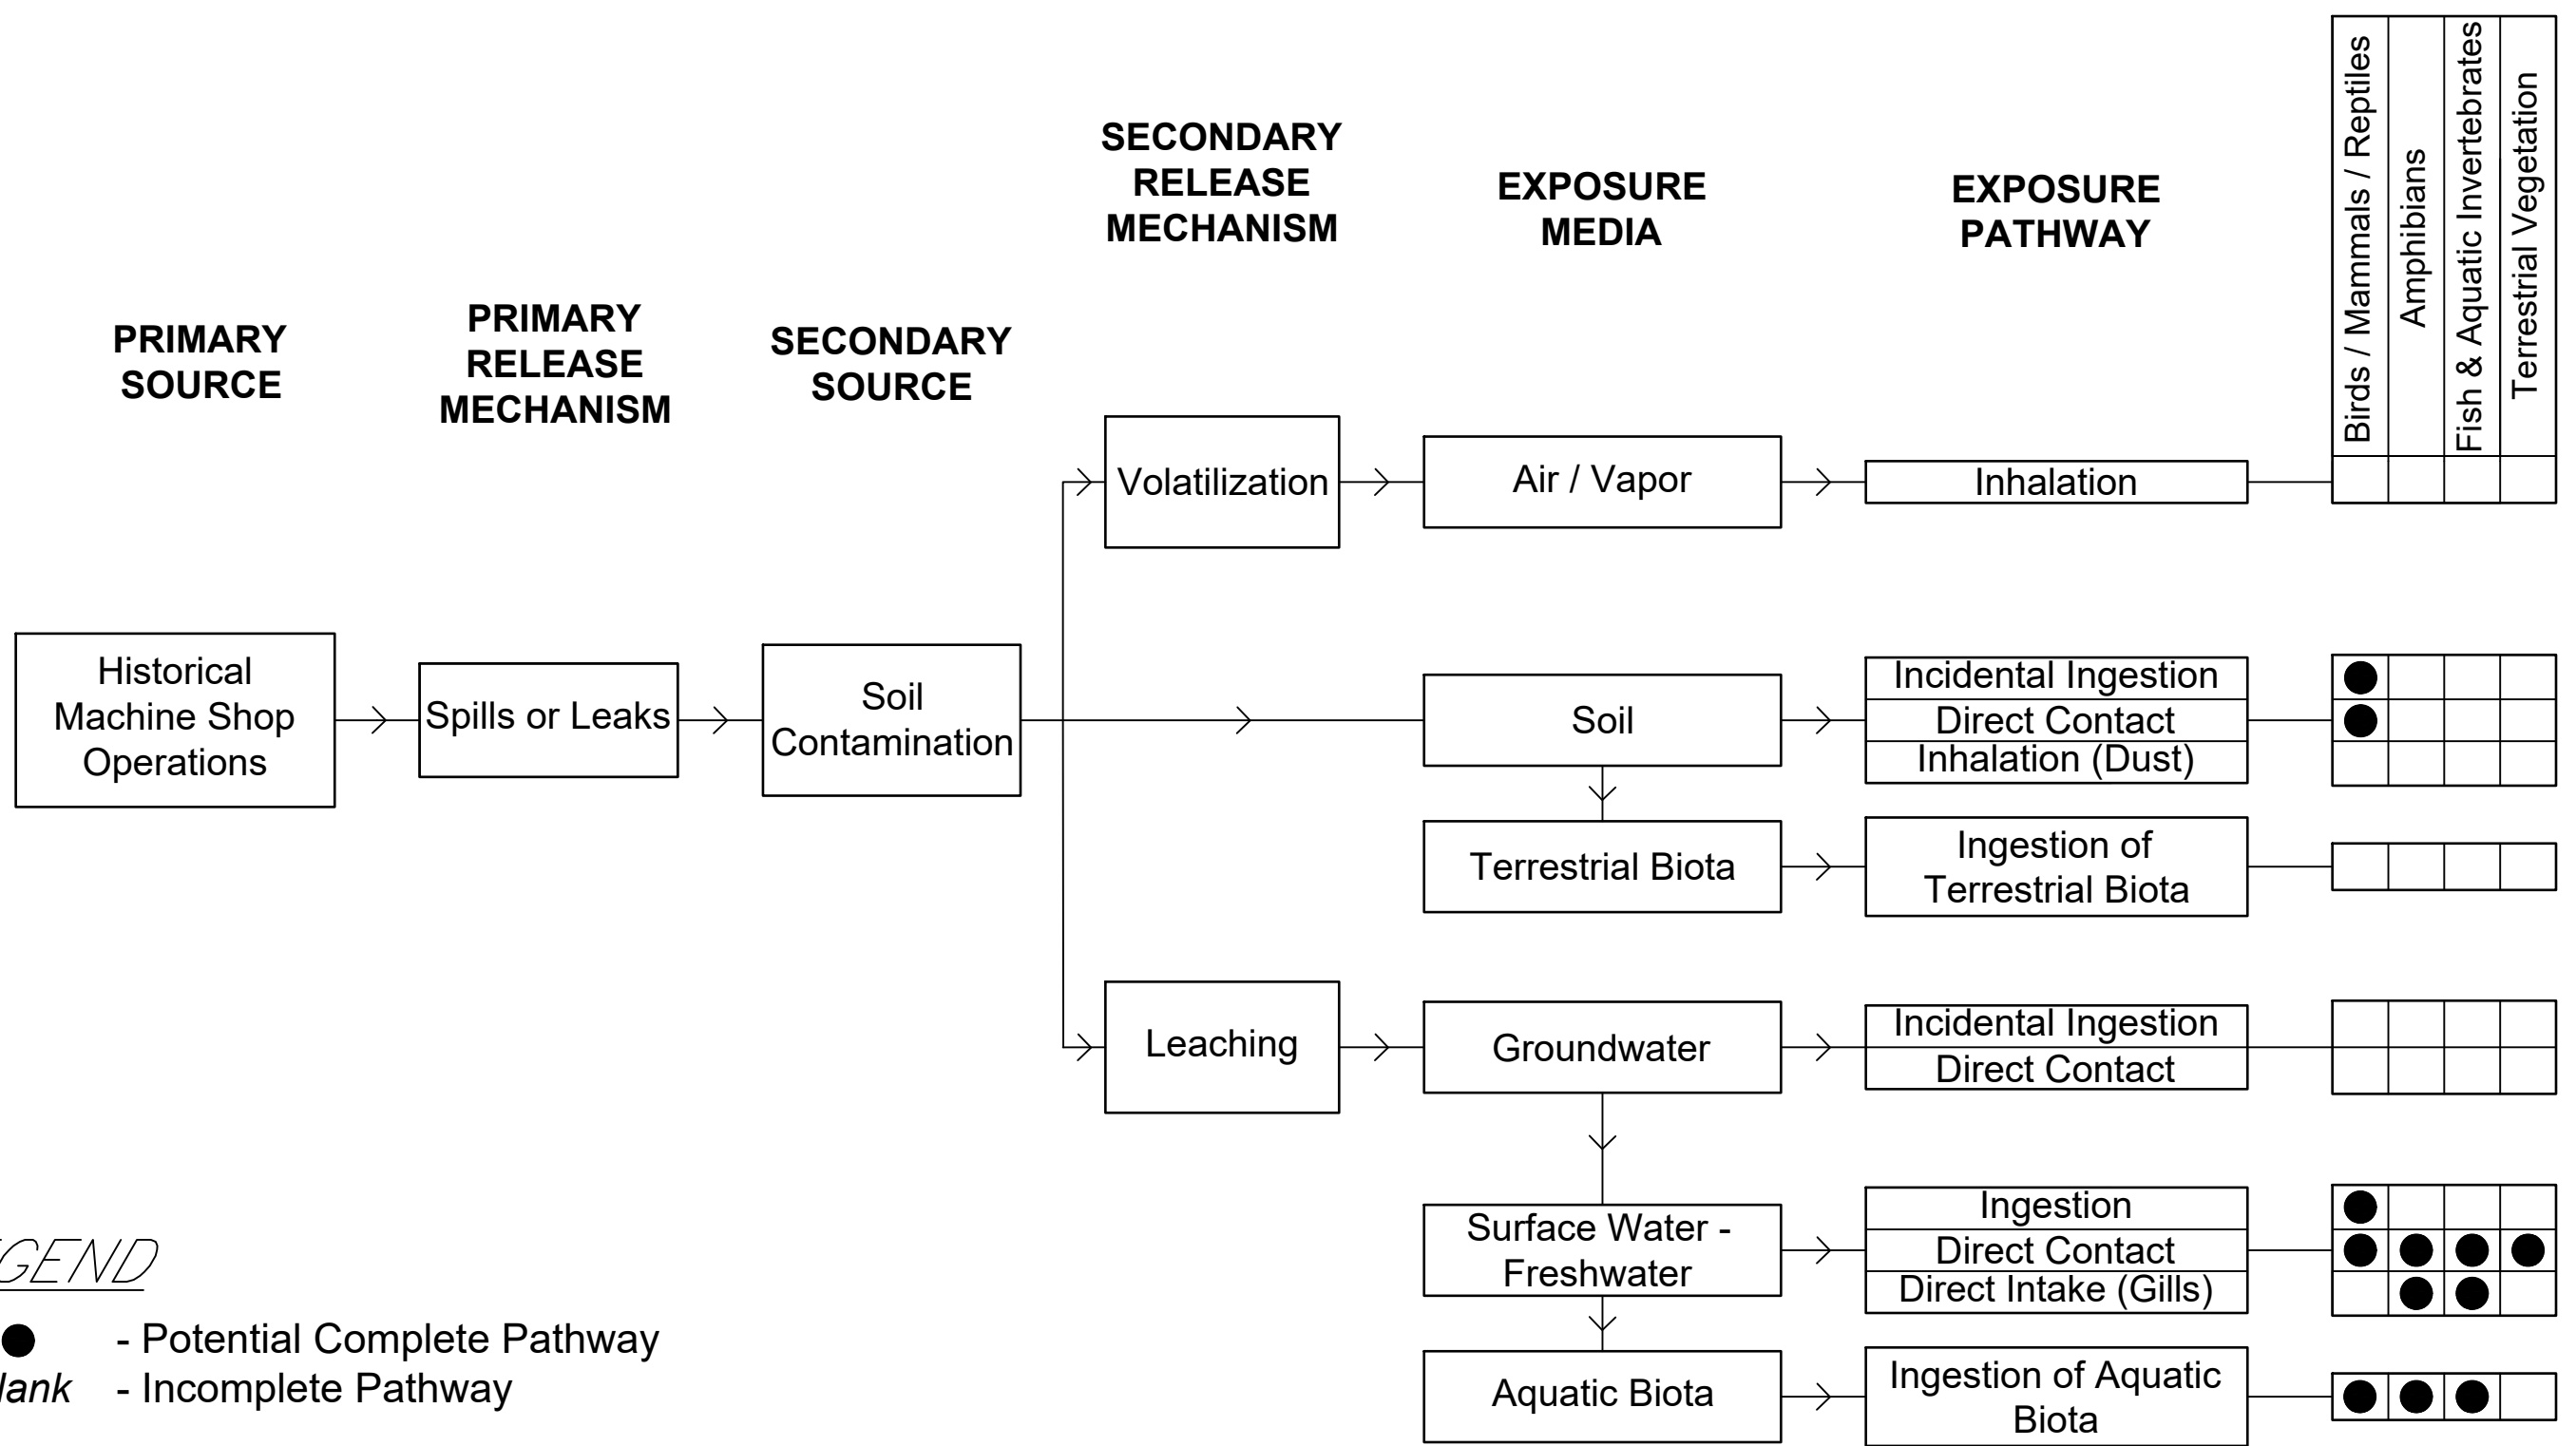 Birds / Mammals / Reptiles
Amphibians
Fish & Aquatic Invertebrates
Terrestrial Vegetation
PRIMARY
SOURCE
PRIMARY
RELEASE
MECHANISM
SECONDARY
SOURCE
SECONDARY
RELEASE
MECHANISM
EXPOSURE
MEDIA
EXPOSURE
PATHWAY
Historical
Machine Shop
Operations
Spills or Leaks
Soil
Contamination
Volatilization
Air / Vapor
Inhalation
Soil
Incidental Ingestion
Direct Contact
Inhalation (Dust)
Terrestrial Biota
Ingestion of
Terrestrial Biota
Leaching
Groundwater
Incidental Ingestion
Direct Contact
Surface Water -
Freshwater
Ingestion
Direct Contact
Direct Intake (Gills)
Aquatic Biota
Ingestion of Aquatic
Biota
GEND
- Potential Complete Pathway
lank - Incomplete Pathway